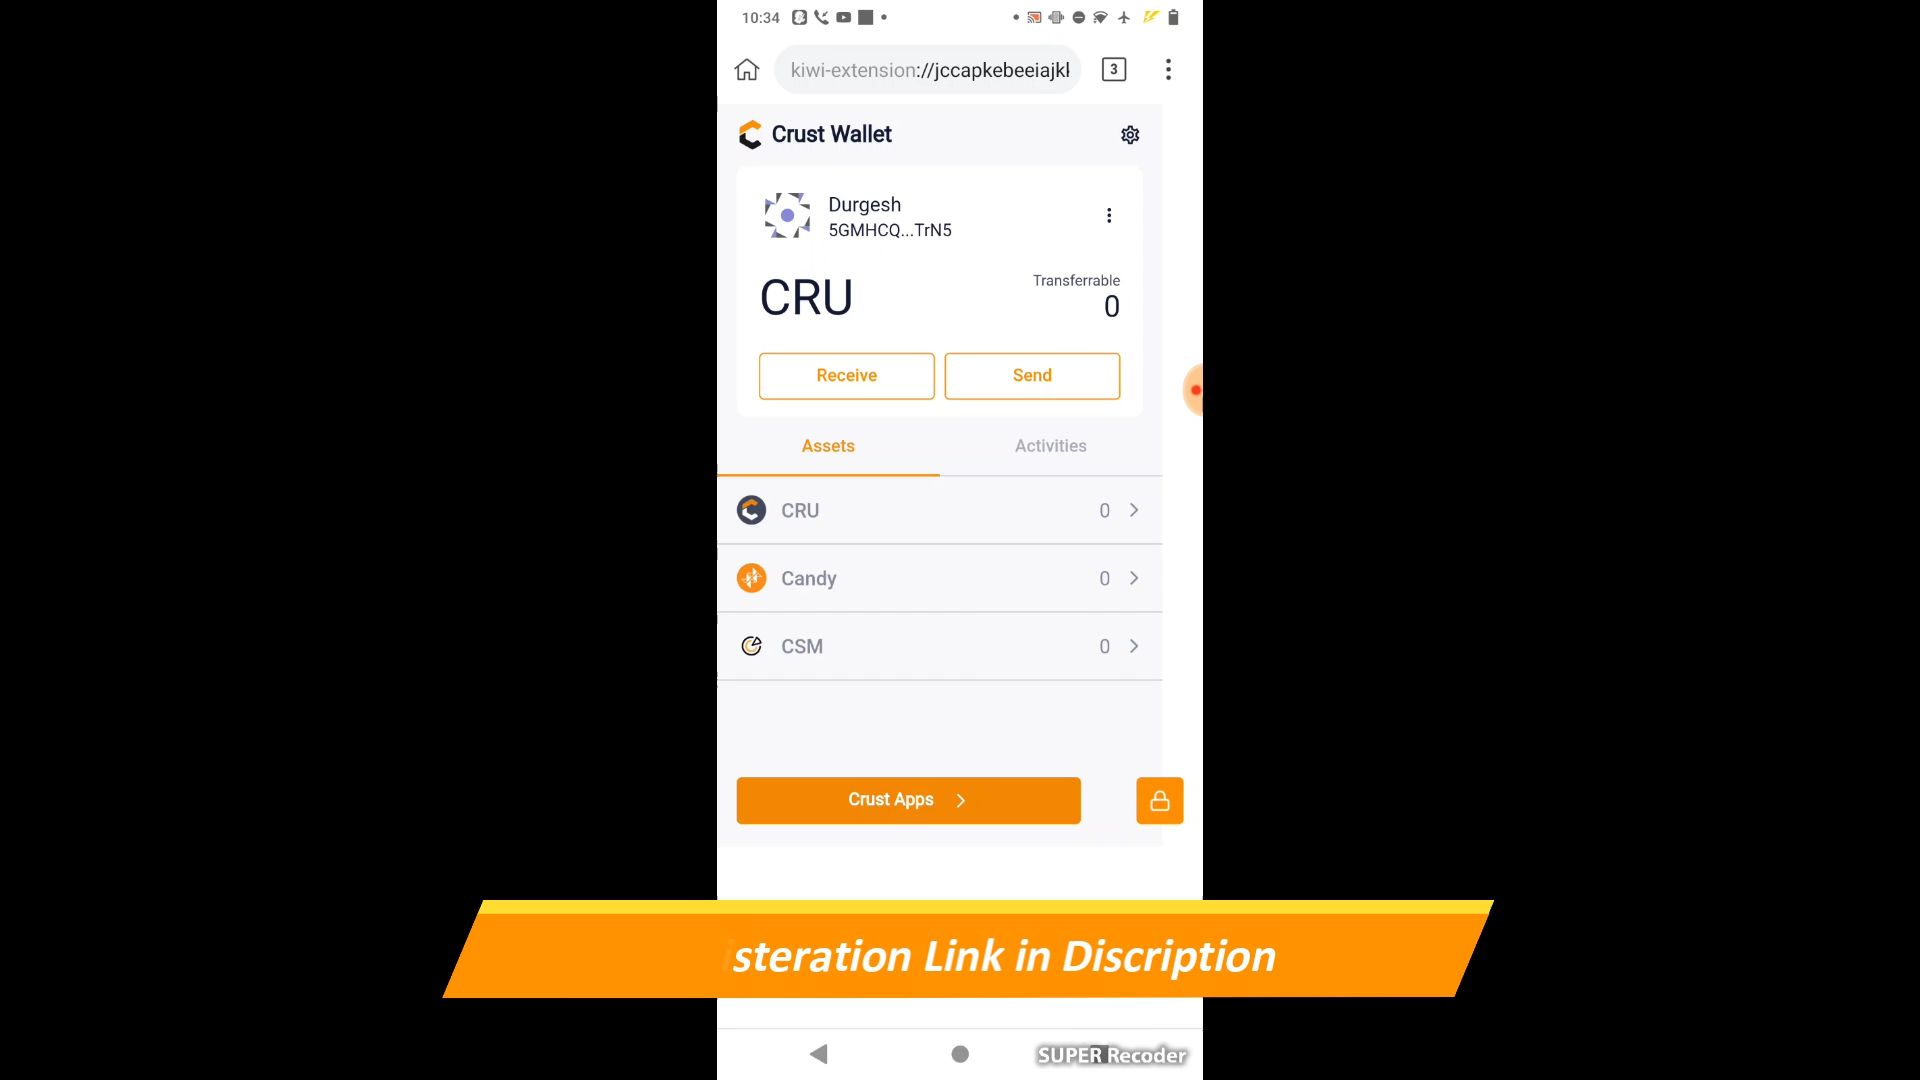 10:34
3
kiwi-extension://jccapkebeeiajkl
Crust Wallet
Durgesh
5GMHCQ...TrN5
CRU
Transferrable
0
Receive
Send
Assets
Activities
CRU
0
Candy
0
CSM
0
Crust Apps
isteration Link in Discription
SUPER Recoder